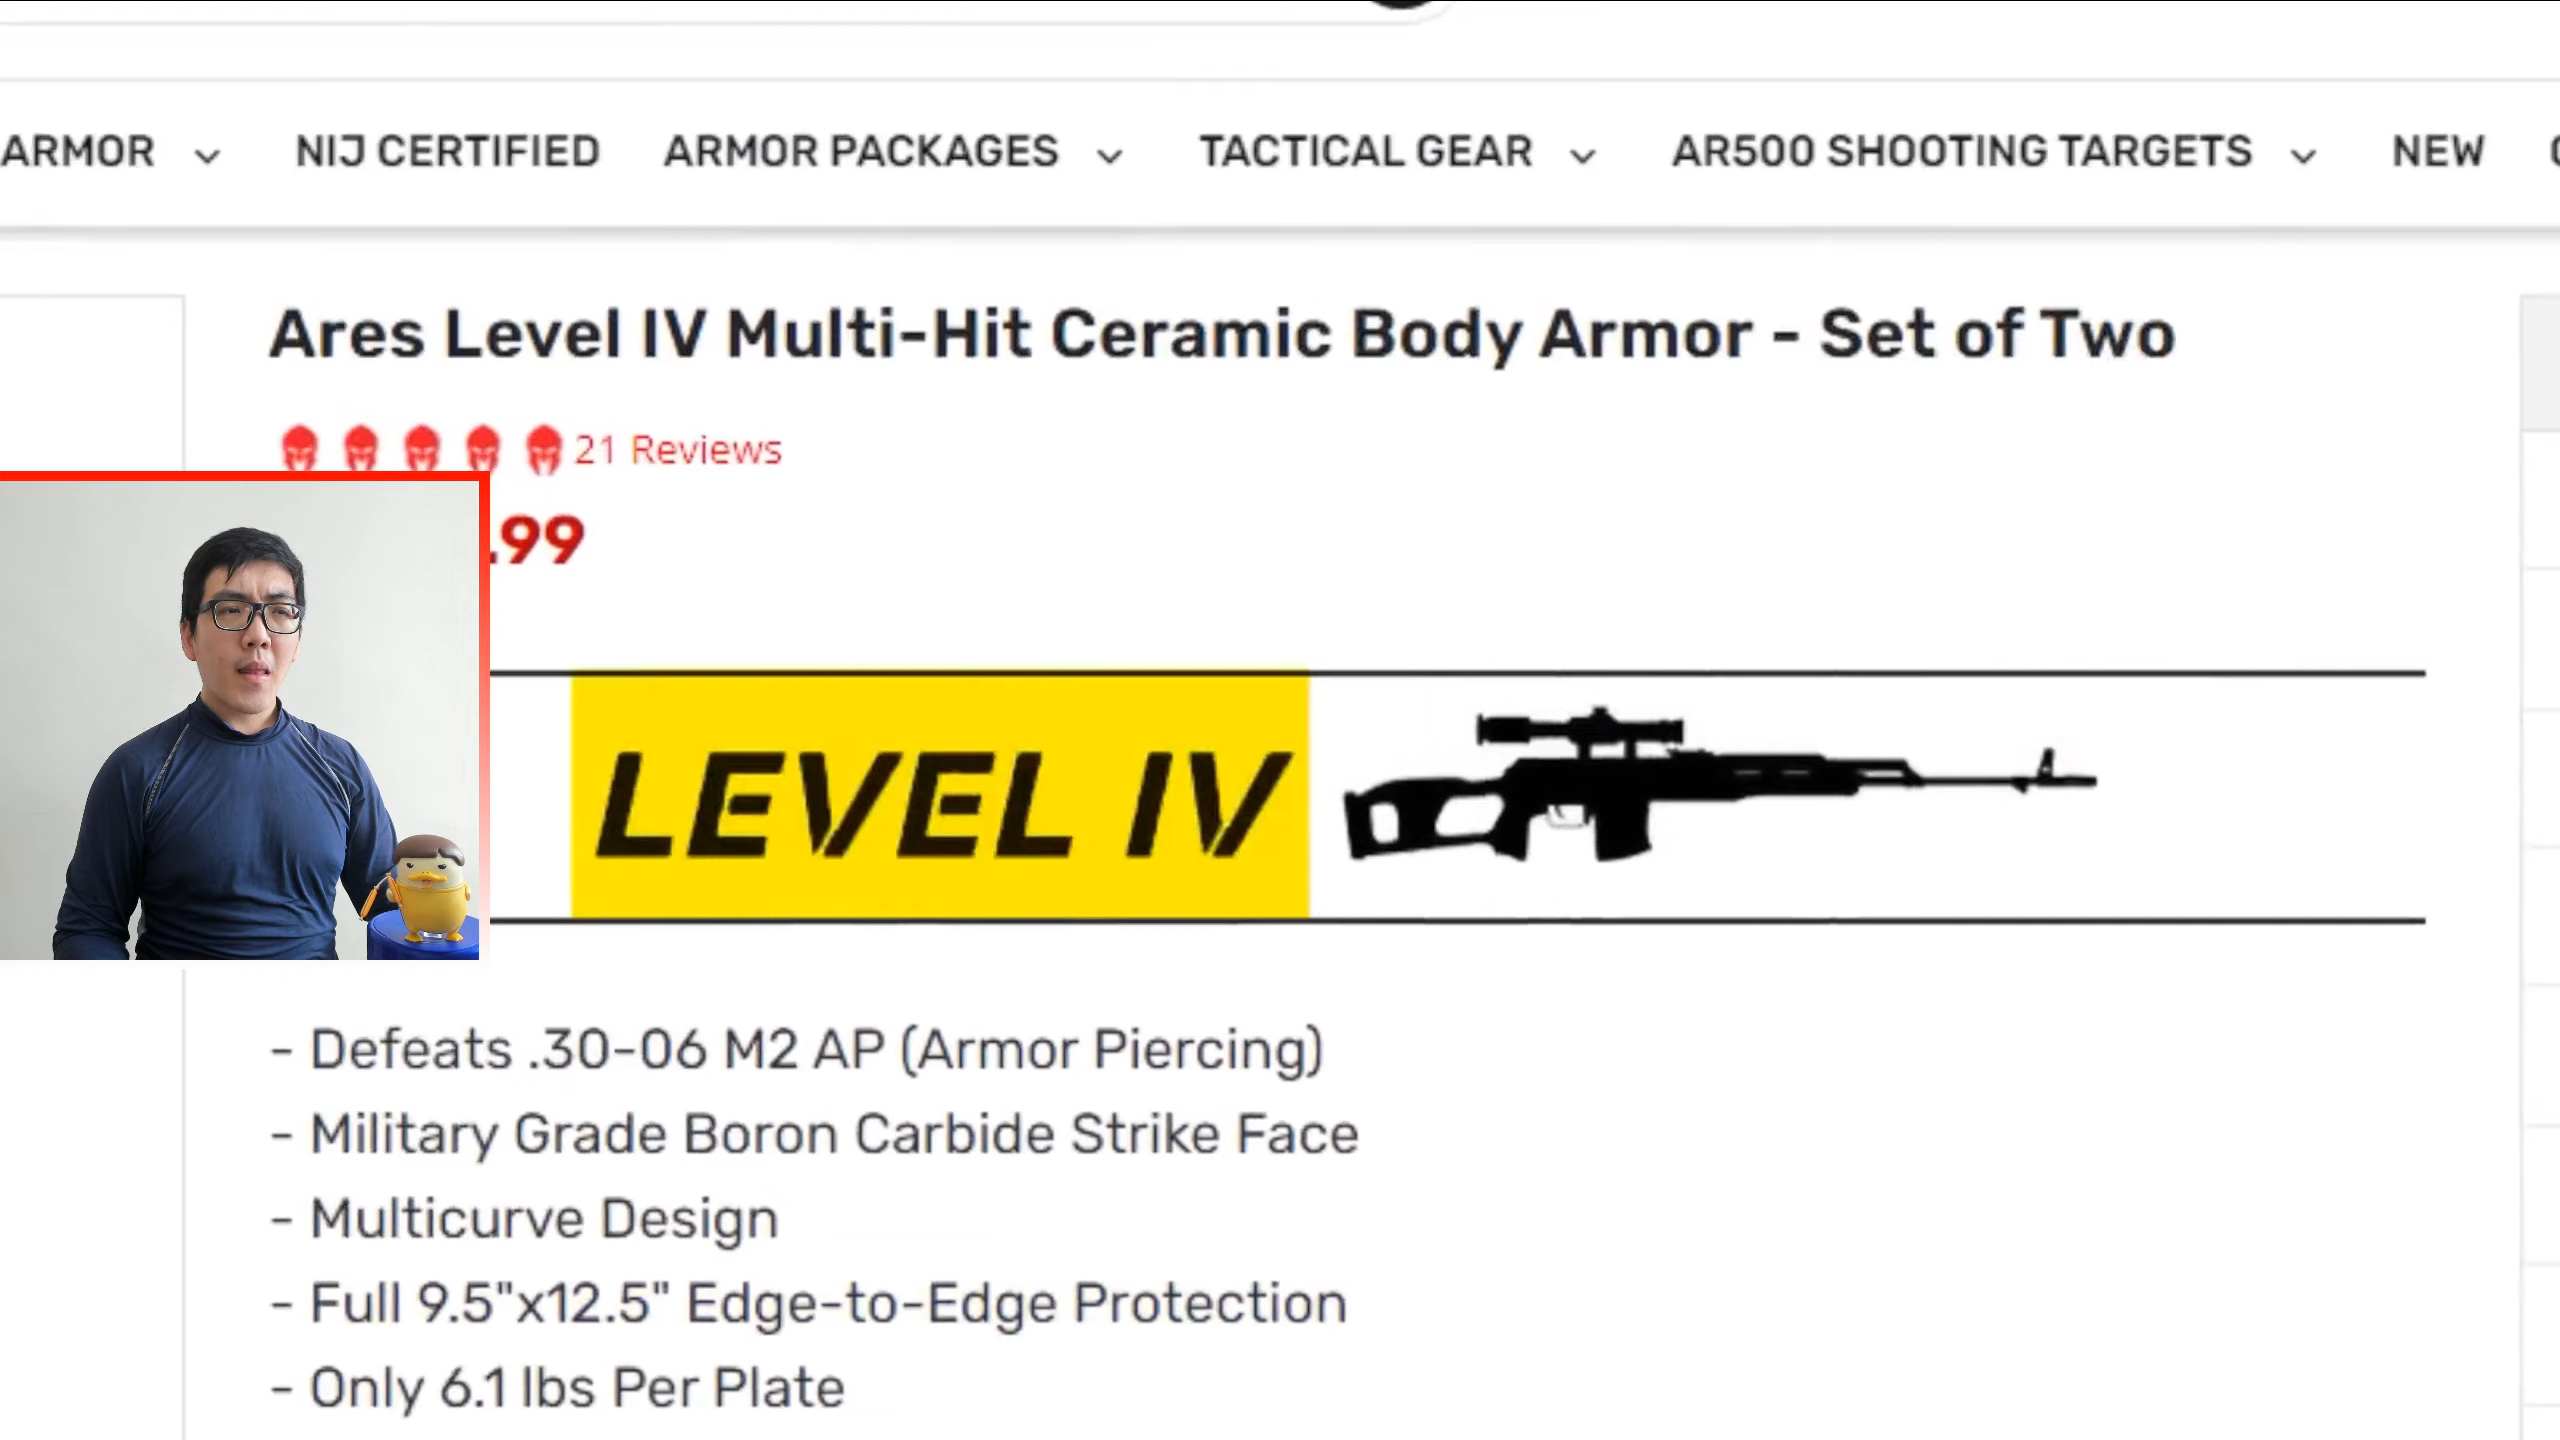 ARMOR NIJ CERTIFIED ARMOR PACKAGES TACTICAL GEAR AR500 SHOOTING TARGETS NEW
Ares Level IV Multi-Hit Ceramic Body Armor - Set of Two
21 Reviews
.99
LEVEL IV
- Defeats .30-06 M2 AP (Armor Piercing)
- Military Grade Boron Carbide Strike Face
- Multicurve Design
- Full 9.5"x12.5" Edge-to-Edge Protection
- Only 6.1 lbs Per Plate